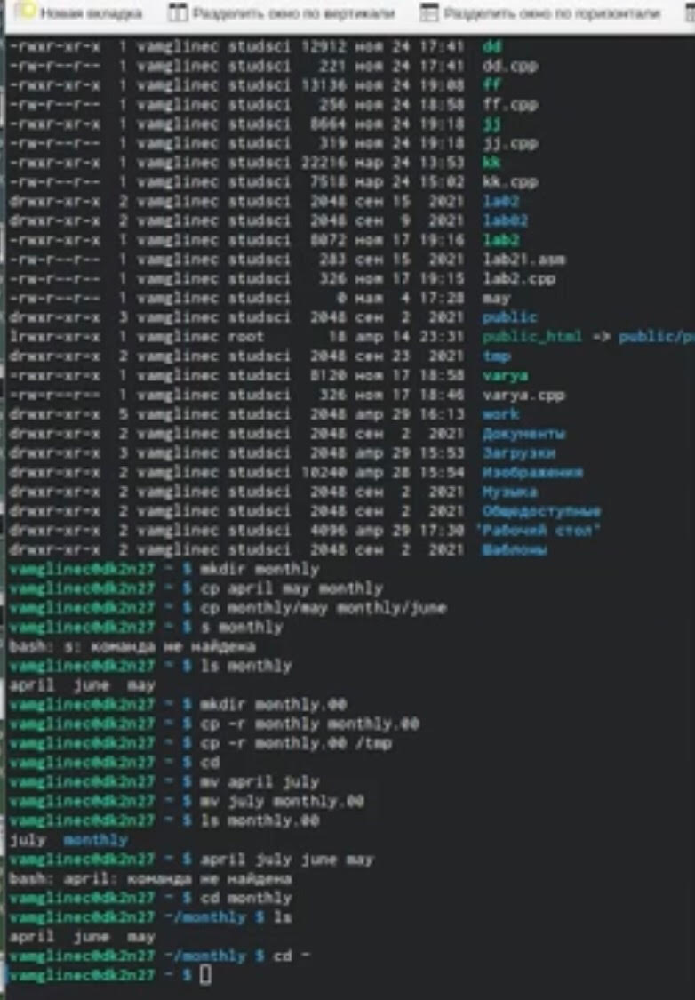 Новая вкладка   Разделить окно по вертикали   Разделить окно по горизонтали
-rwxr-xr-x 1 vamglinec studsci 12912 ноя 24 17:41 dd
-rw-r--r-- 1 vamglinec studsci 221 ноя 24 17:41 dd.cpp
-rwxr-xr-x 1 vamglinec studsci 13136 ноя 24 19:08 ff
-rw-r--r-- 1 vamglinec studsci 256 ноя 24 18:58 ff.cpp
-rwxr-xr-x 1 vamglinec studsci 8664 ноя 24 19:18 jj
-rw-r--r-- 1 vamglinec studsci 319 ноя 24 19:18 jj.cpp
-rwxr-xr-x 1 vamglinec studsci 22216 мар 24 13:53 kk
-rw-r--r-- 1 vamglinec studsci 7518 мар 24 15:02 kk.cpp
drwxr-xr-x 2 vamglinec studsci 2048 сен 15 2021 la02
drwxr-xr-x 2 vamglinec studsci 2048 сен 9 2021 lab02
-rwxr-xr-x 1 vamglinec studsci 8072 ноя 17 19:16 lab2
-rw-r--r-- 1 vamglinec studsci 283 сен 15 2021 lab21.asm
-rw-r--r-- 1 vamglinec studsci 326 ноя 17 19:15 lab2.cpp
-rw-r--r-- 1 vamglinec studsci 0 мая 4 17:28 may
drwxr-xr-x 3 vamglinec studsci 2048 сен 2 2021 public
lrwxr-xr-x 1 vamglinec root 18 апр 14 23:31 public_html -> public/pu
drwxr-xr-x 2 vamglinec studsci 2048 сен 23 2021 tmp
-rwxr-xr-x 1 vamglinec studsci 8120 ноя 17 18:58 varya
-rw-r--r-- 1 vamglinec studsci 326 ноя 17 18:46 varya.cpp
drwxr-xr-x 5 vamglinec studsci 2048 апр 29 16:13 work
drwxr-xr-x 2 vamglinec studsci 2048 сен 2 2021 Документы
drwxr-xr-x 3 vamglinec studsci 2048 апр 29 15:53 Загрузки
drwxr-xr-x 2 vamglinec studsci 10240 апр 28 15:54 Изображения
drwxr-xr-x 2 vamglinec studsci 2048 сен 2 2021 Музыка
drwxr-xr-x 2 vamglinec studsci 2048 сен 2 2021 Общедоступные
drwxr-xr-x 2 vamglinec studsci 4096 апр 29 17:30 'Рабочий стол'
drwxr-xr-x 2 vamglinec studsci 2048 сен 2 2021 Шаблоны
vamglinec@dk2n27 ~ $ mkdir monthly
vamglinec@dk2n27 ~ $ cp april may monthly
vamglinec@dk2n27 ~ $ cp monthly/may monthly/june
vamglinec@dk2n27 ~ $ s monthly
bash: s: команда не найдена
vamglinec@dk2n27 ~ $ ls monthly
april june may
vamglinec@dk2n27 ~ $ mkdir monthly.00
vamglinec@dk2n27 ~ $ cp -r monthly monthly.00
vamglinec@dk2n27 ~ $ cp -r monthly.00 /tmp
vamglinec@dk2n27 ~ $ cd
vamglinec@dk2n27 ~ $ mv april july
vamglinec@dk2n27 ~ $ mv july monthly.00
vamglinec@dk2n27 ~ $ ls monthly.00
july monthly
vamglinec@dk2n27 ~ $ april july june may
bash: april: команда не найдена
vamglinec@dk2n27 ~ $ cd monthly
vamglinec@dk2n27 ~/monthly $ ls
april june may
vamglinec@dk2n27 ~/monthly $ cd ~
vamglinec@dk2n27 ~ $